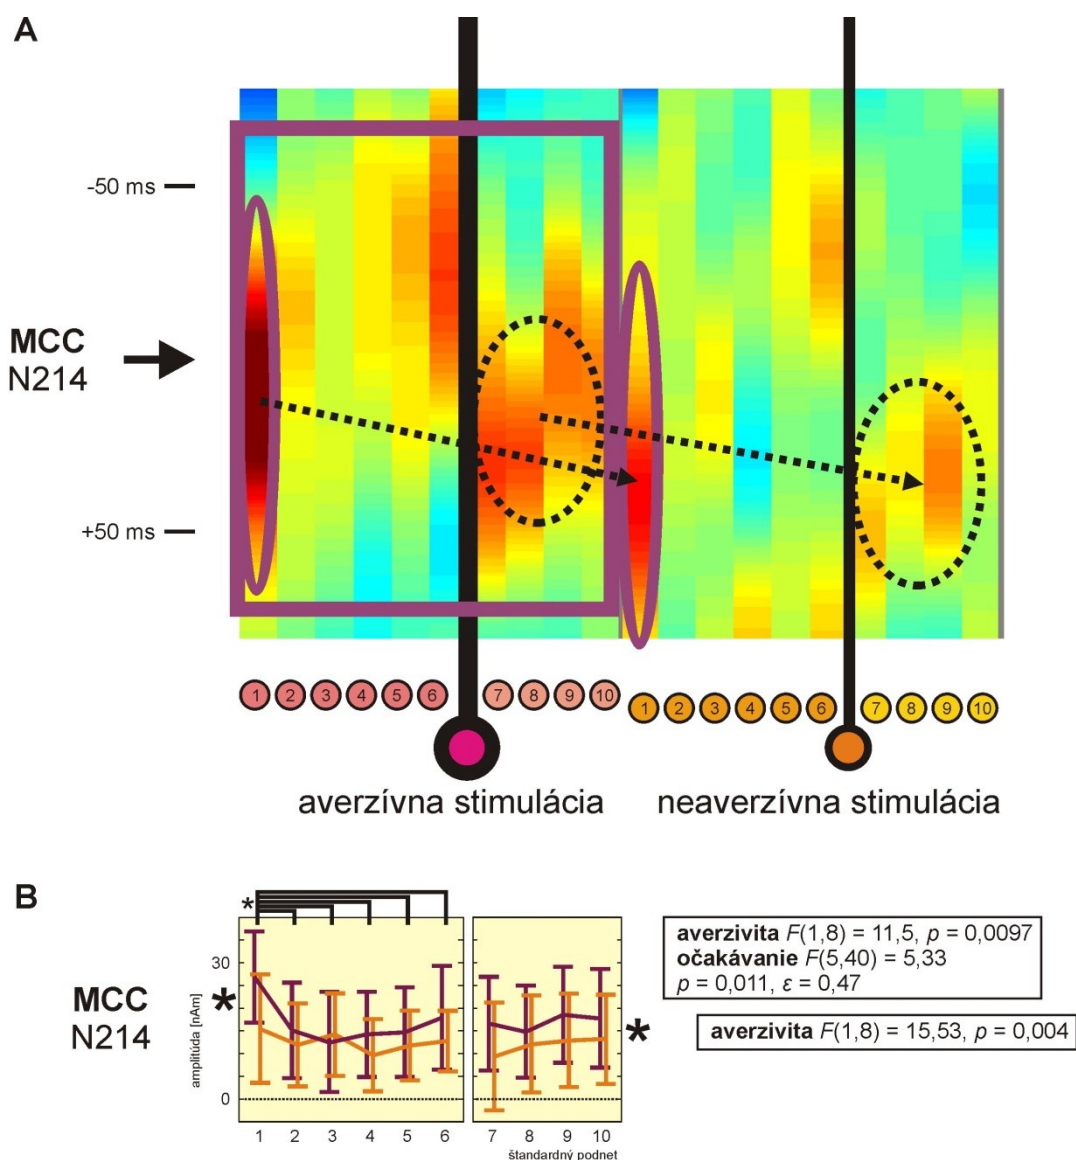 A
-50 ms
MCC
N214
+50 ms
1 2 3 4 5 6 7 8 9 10 1 2 3 4 5 6 7 8 9 10
averzívna stimulácia neaverzívna stimulácia
B
MCC
N214
amplitúda [nAm]
30
0
*
*
*
1 2 3 4 5 6 7 8 9 10
štandardný podnet
averzivita F(1,8) = 11,5, p = 0,0097
očakávanie F(5,40) = 5,33
p = 0,011, ε = 0,47
averzivita F(1,8) = 15,53, p = 0,004